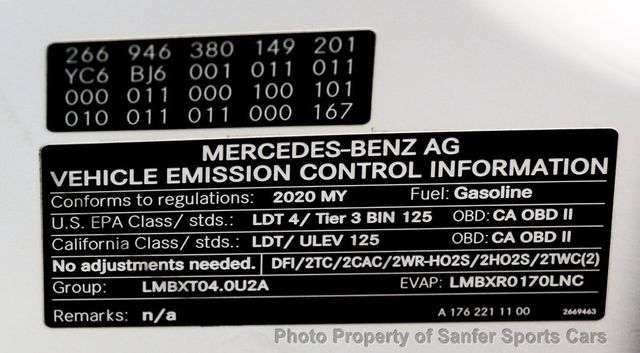 266 946 380 149 201
YC6 BJ6 001 011 011
000 011 000 100 101
010 011 011 000 167
MERCEDES-BENZ AG
VEHICLE EMISSION CONTROL INFORMATION
Conforms to regulations: 2020 MY Fuel: Gasoline
U.S. EPA Class/ stds.: LDT 4/ Tier 3 BIN 125 OBD: CA OBD II
California Class/ stds.: LDT/ ULEV 125 OBD: CA OBD II
No adjustments needed. DFI/2TC/2CAC/2WR-HO2S/2HO2S/2TWC(2)
Group: LMBXT04.0U2A EVAP: LMBXR0170LNC
Remarks: n/a A 176 221 11 00 2669463
Photo Property of Sanfer Sports Cars